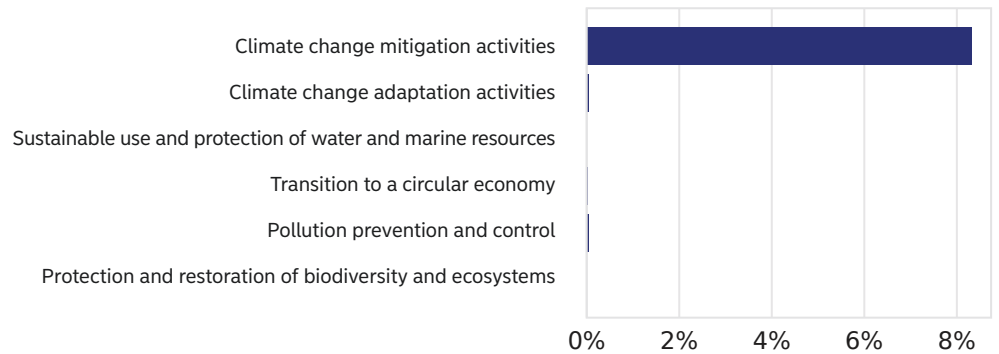 Climate change mitigation activities
Climate change adaptation activities
Sustainable use and protection of water and marine resources
Transition to a circular economy
Pollution prevention and control
Protection and restoration of biodiversity and ecosystems
0% 2% 4% 6% 8%